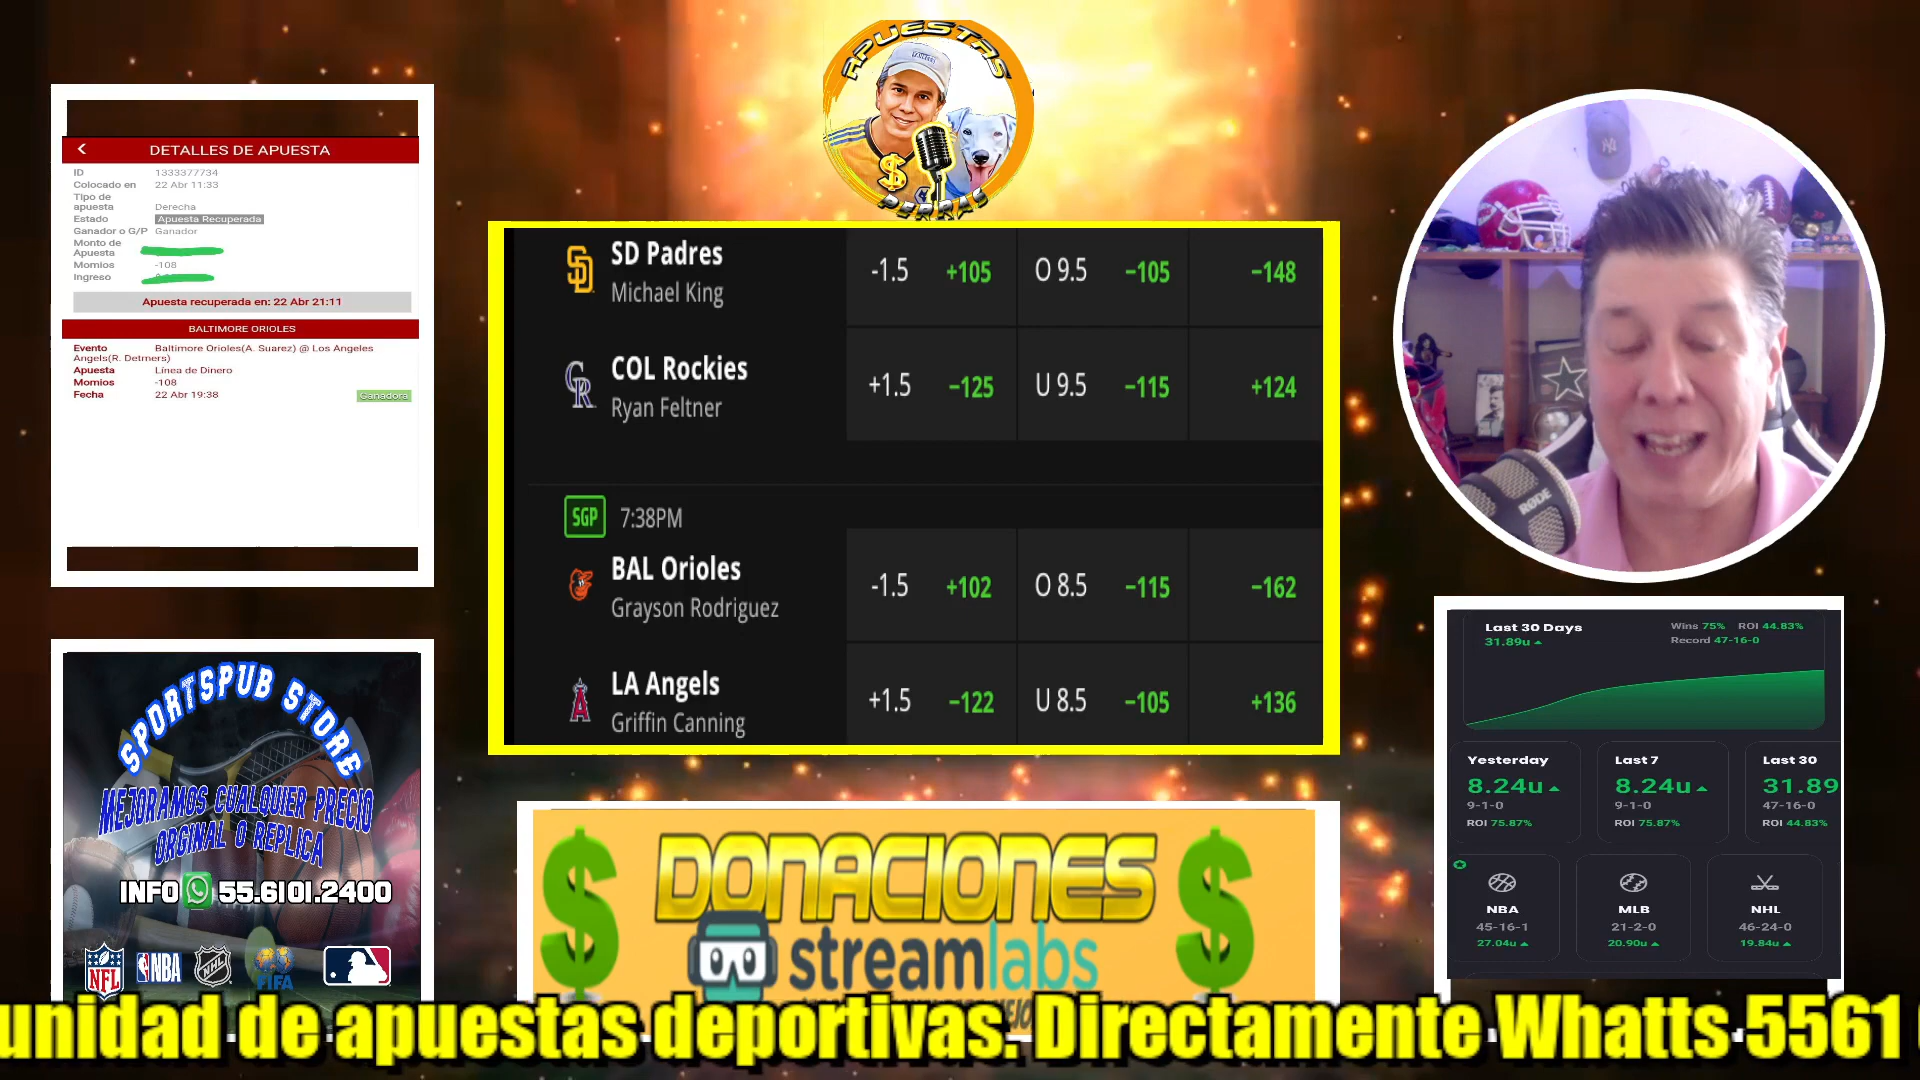 APUESTAS
PERRAS
DETALLES DE APUESTA
ID 1333377734
Colocado en 22 Abr 11:33
Tipo de
apuesta Derecha
Estado Apuesta Recuperada
Ganador o G/P Ganador
Monto de
Apuesta
Momios -108
Ingreso
Apuesta recuperada en: 22 Abr 21:11
BALTIMORE ORIOLES
Evento Baltimore Orioles(A. Suarez) @ Los Angeles
Angels(R. Detmers)
Apuesta Línea de Dinero
Momios -108
Fecha 22 Abr 19:38
Ganadora
SD Padres
Michael King
-1.5 +105 O 9.5 −105 −148
COL Rockies
Ryan Feltner
+1.5 −125 U 9.5 −115 +124
SGP 7:38PM
BAL Orioles
Grayson Rodriguez
-1.5 +102 O 8.5 −115 −162
LA Angels
Griffin Canning
+1.5 −122 U 8.5 −105 +136
RODE
SPORTSPUB STORE
MEJORAMOS CUALQUIER PRECIO
ORGINAL O REPLICA
INFO 55.6101.2400
NFL NBA NHL FIFA
DONACIONES
streamlabs
Last 30 Days
31.89u
Wins 75% ROI 44.83%
Record 47-16-0
Yesterday
8.24u
9-1-0
ROI 75.87%
Last 7
8.24u
9-1-0
ROI 75.87%
Last 30
31.89
47-16-0
ROI 44.83%
NBA
45-16-1
27.04u
MLB
21-2-0
20.90u
NHL
46-24-0
19.84u
unidad de apuestas deportivas. Directamente Whatts 5561